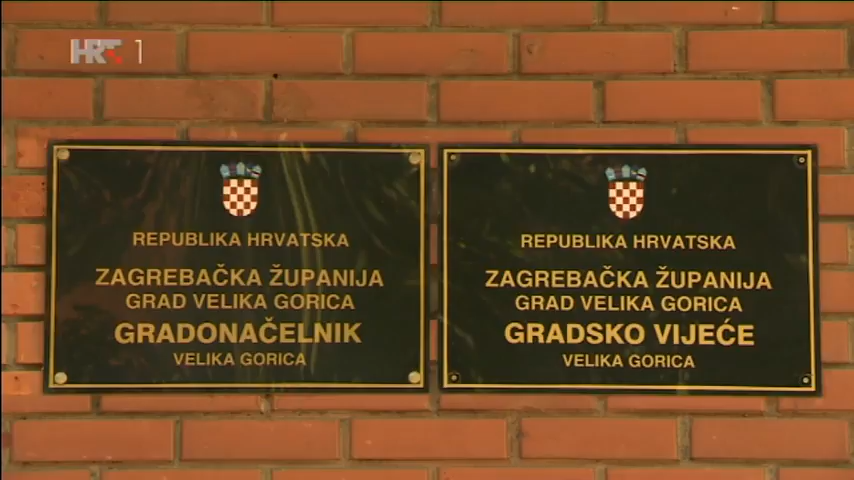 HRT 1
REPUBLIKA HRVATSKA
ZAGREBAČKA ŽUPANIJA
GRAD VELIKA GORICA
GRADONAČELNIK
VELIKA GORICA
REPUBLIKA HRVATSKA
ZAGREBAČKA ŽUPANIJA
GRAD VELIKA GORICA
GRADSKO VIJEĆE
VELIKA GORICA